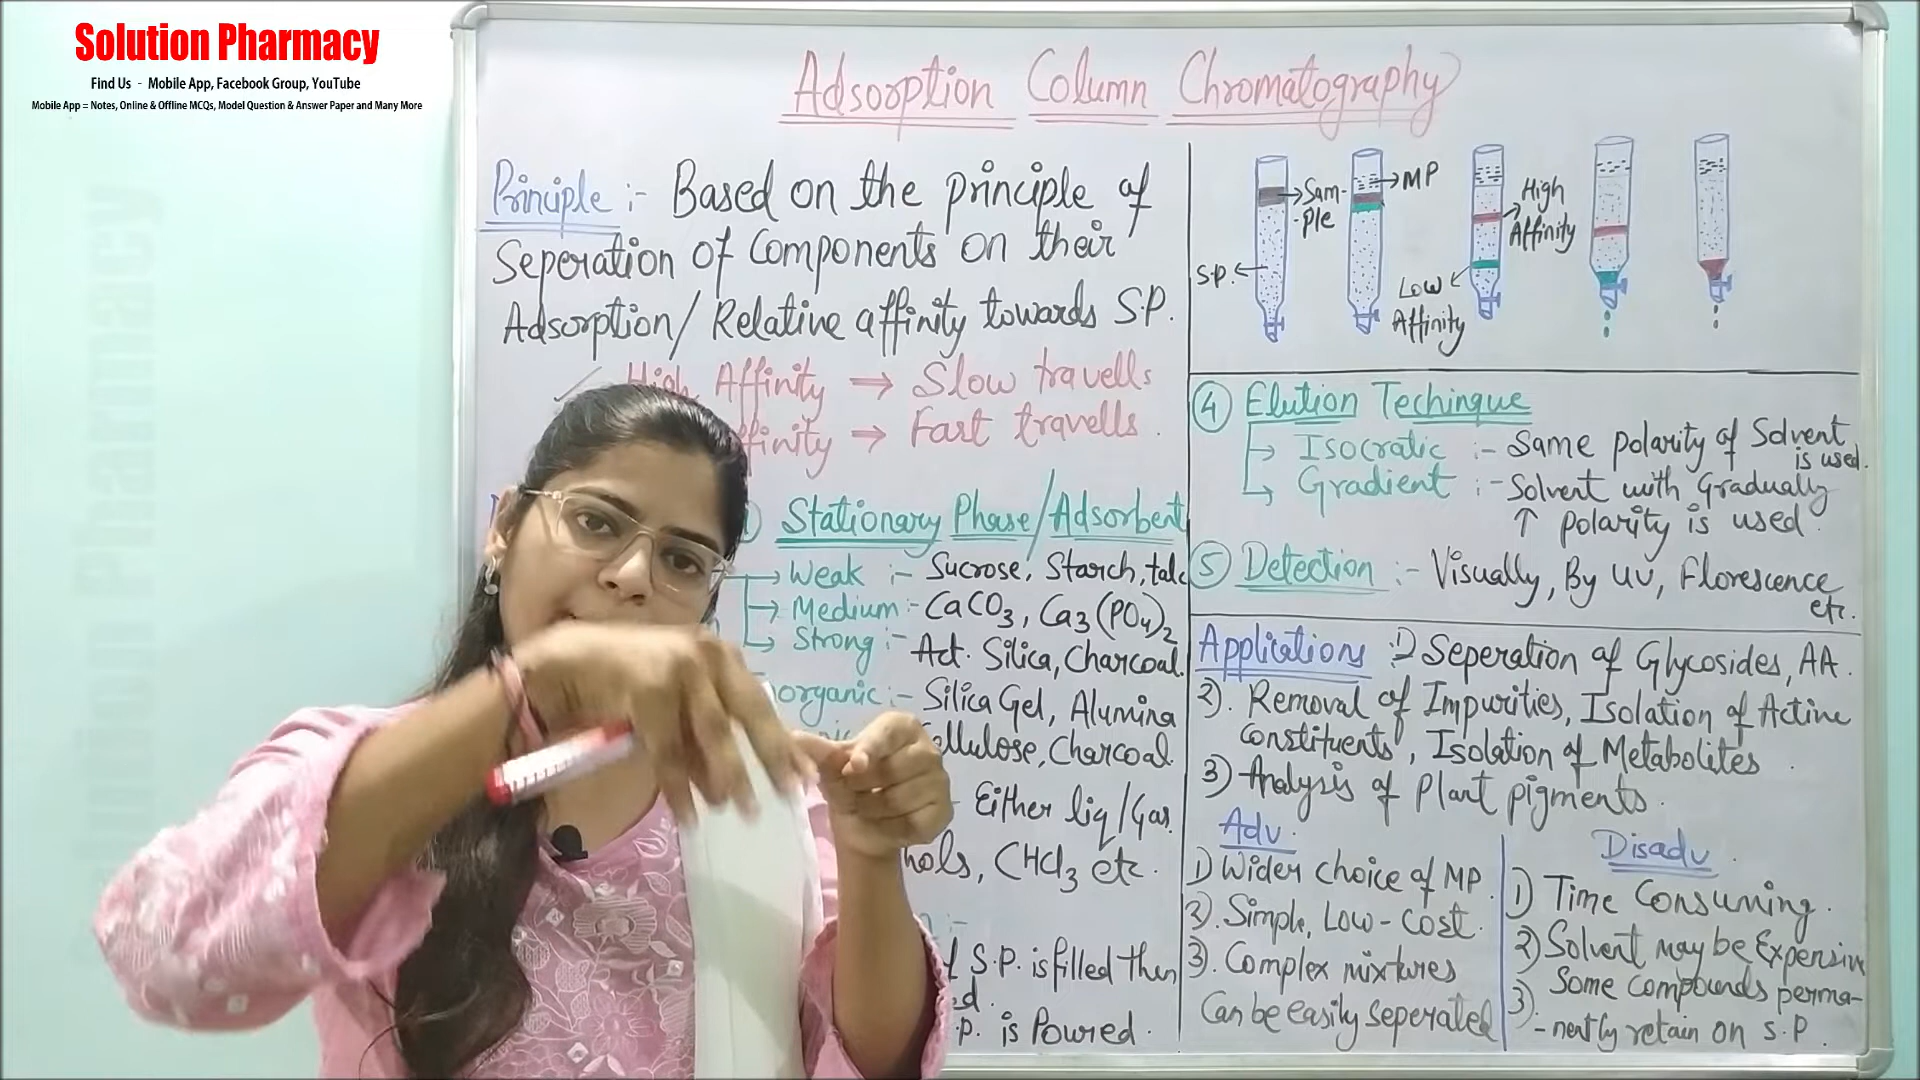 Solution Pharmacy
Find Us - Mobile App, Facebook Group, YouTube
Mobile App = Notes, Online & Offline MCQs, Model Question & Answer Paper and Many More
Solution Pharmacy
Adsorption Column Chromatography
Principle :- Based on the principle of
Seperation of Components on their
Adsorption/Relative affinity towards S.P.
High Affinity → Slow travells
ffinity → Fast travells.
Stationary Phase/Adsorbent
Weak :- Sucrose, Starch, talc
Medium :- CaCO3, Ca3(PO4)2
Strong :- Act. Silica, Charcoal
organic :- Silica Gel, Alumina
ellulose, Charcoal.
Either liq/Gas.
hols, CHCl3 etc.
S.P. is filled then
d.
p. is Poured.
→ Sam-
-ple
S.P. ←
→ MP
→ High
Affinity
Low
Affinity
④ Elution Techinque
→ Isocratic :- Same polarity of Solvent
is used.
→ Gradient :- Solvent with Gradually
↑ polarity is used.
⑤ Detection :- Visually, By UV, Florescence
etc.
Applications :- 1) Seperation of Glycosides, AA.
2). Removal of Impurities, Isolation of Active
constituents, Isolation of Metabolites.
3) Analysis of Plant pigments.
Adv.
1) Wider choice of MP.
2). Simple, Low-Cost.
3). Complex mixtures
Can be easily seperated
Disadv.
1) Time Consuming.
2) Solvent may be Expensive
3). Some compounds perma-
-nently retain on S.P.